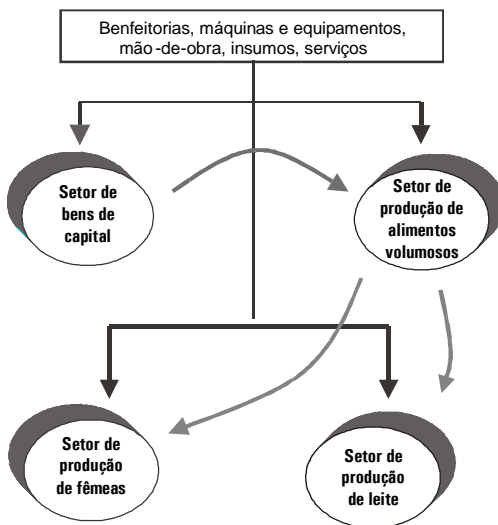 Benfeitorias, máquinas e equipamentos,
mão-de-obra, insumos, serviços
Setor de
bens de
capital
Setor de
produção de
alimentos
volumosos
Setor de
produção
de fêmeas
Setor de
produção
de leite